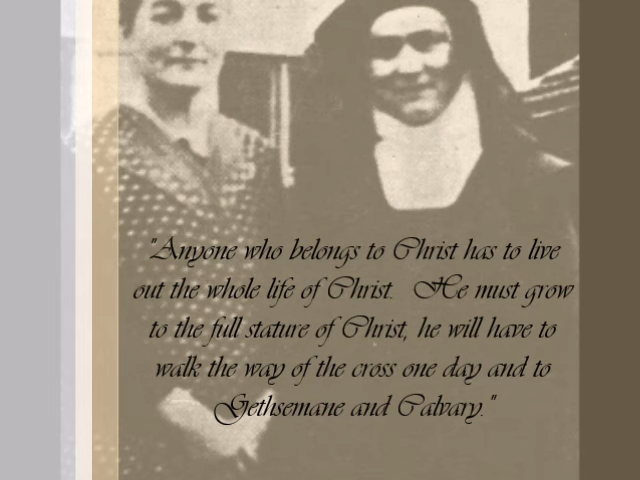 "Anyone who belongs to Christ has to live
out the whole life of Christ.  He must grow
to the full stature of Christ, he will have to
walk the way of the cross one day and to
Gethsemane and Calvary."